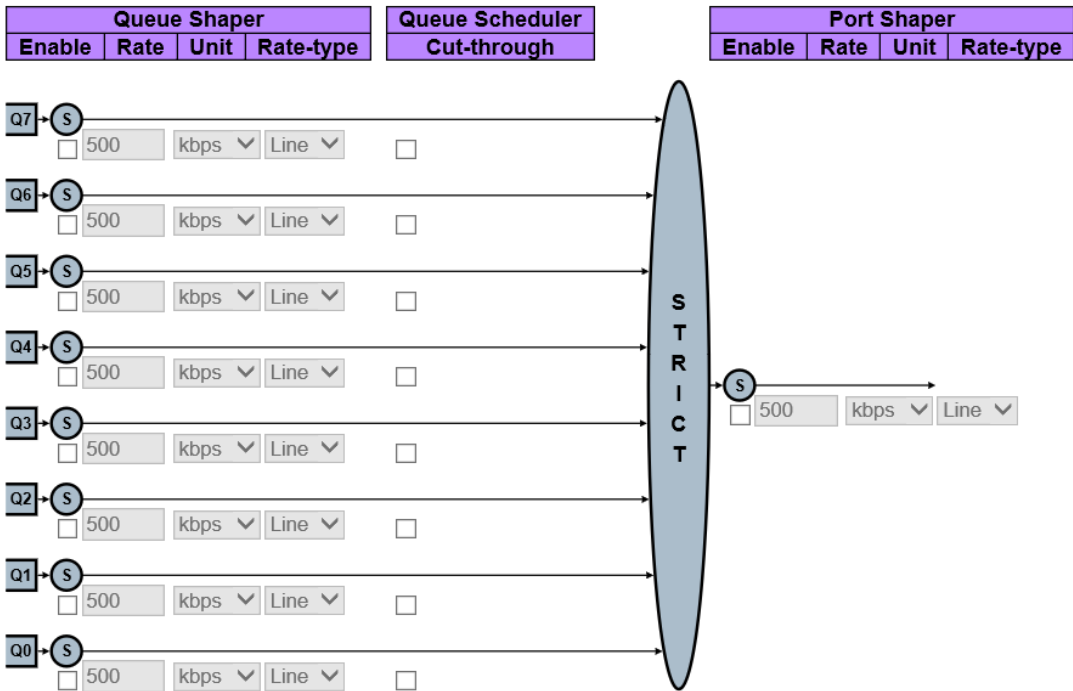 Queue Shaper Queue Scheduler Port Shaper
Enable Rate Unit Rate-type Cut-through Enable Rate Unit Rate-type
Q7 S
500 kbps Line
Q6 S
500 kbps Line
Q5 S
500 kbps Line
Q4 S
500 kbps Line
Q3 S
500 kbps Line
Q2 S
500 kbps Line
Q1 S
500 kbps Line
Q0 S
500 kbps Line
S
T
R
I
C
T
S
500 kbps Line